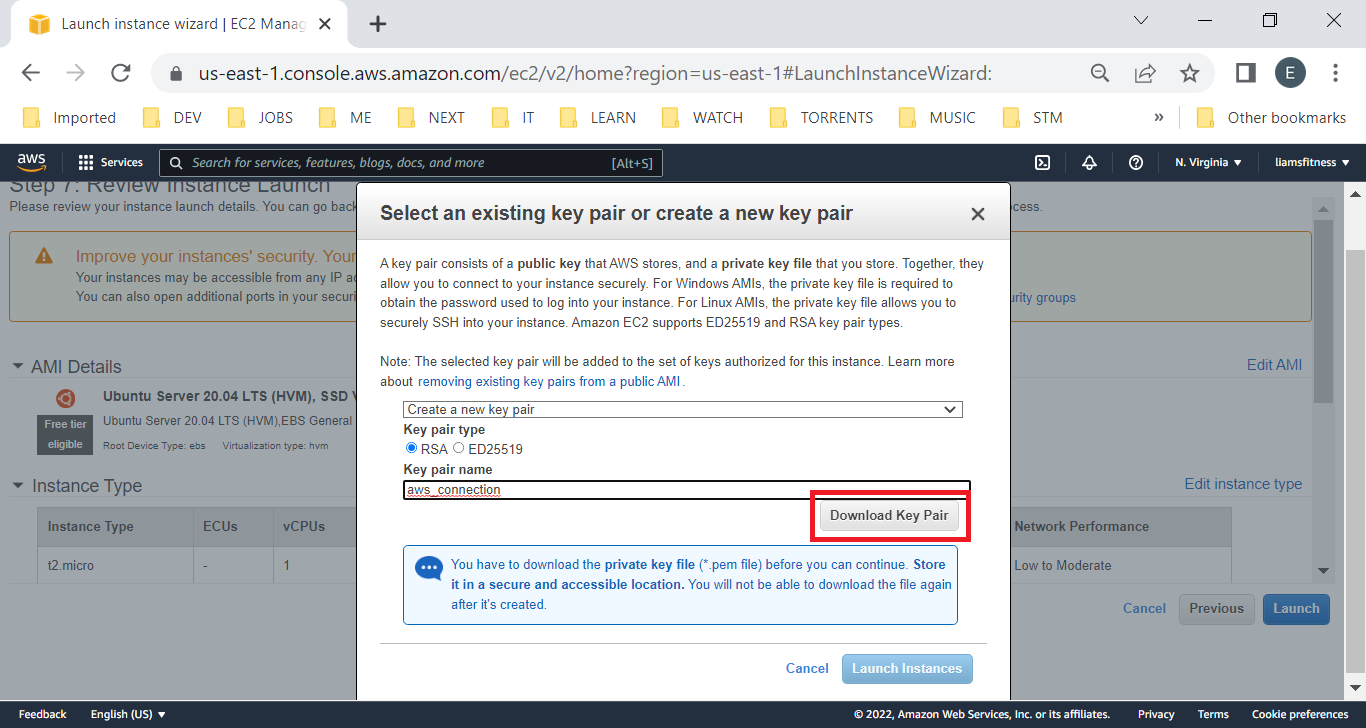 Launch instance wizard | EC2 Manag
us-east-1.console.aws.amazon.com/ec2/v2/home?region=us-east-1#LaunchInstanceWizard:
E
Imported DEV JOBS ME NEXT IT LEARN WATCH TORRENTS MUSIC STM » Other bookmarks
aws Services Search for services, features, blogs, docs, and more [Alt+S] N. Virginia liamsfitness
Step 7: Review Instance Launch
Please review your instance launch details. You can go back
ocess.
Improve your instances' security. Your
Your instances may be accessible from any IP ad
You can also open additional ports in your securi
urity groups
AMI Details
Edit AMI
Ubuntu Server 20.04 LTS (HVM), SSD V
Free tier eligible
Ubuntu Server 20.04 LTS (HVM),EBS General
Root Device Type: ebs Virtualization type: hvm
Instance Type
Edit instance type
Instance Type ECUs vCPUs Network Performance
t2.micro - 1 Low to Moderate
Cancel Previous Launch
Select an existing key pair or create a new key pair
A key pair consists of a public key that AWS stores, and a private key file that you store. Together, they
allow you to connect to your instance securely. For Windows AMIs, the private key file is required to
obtain the password used to log into your instance. For Linux AMIs, the private key file allows you to
securely SSH into your instance. Amazon EC2 supports ED25519 and RSA key pair types.
Note: The selected key pair will be added to the set of keys authorized for this instance. Learn more
about removing existing key pairs from a public AMI .
Create a new key pair
Key pair type
RSA ED25519
Key pair name
aws_connection
Download Key Pair
You have to download the private key file (*.pem file) before you can continue. Store
it in a secure and accessible location. You will not be able to download the file again
after it's created.
Cancel Launch Instances
Feedback English (US) © 2022, Amazon Web Services, Inc. or its affiliates. Privacy Terms Cookie preferences